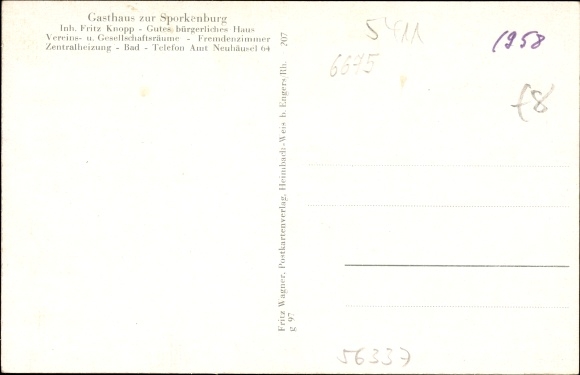 Gasthaus zur Sporkenburg
Inh. Fritz Knopp - Gutes, bürgerliches Haus
Vereins- u. Gesellschaftsräume - Fremdenzimmer
Zentralheizung - Bad - Telefon Amt Neuhäusel 64
Fritz Wagner, Postkartenverlag, Heimbach-Weis b. Engers/Rh. 207
g 97
5411
6675
1958
f8
56337